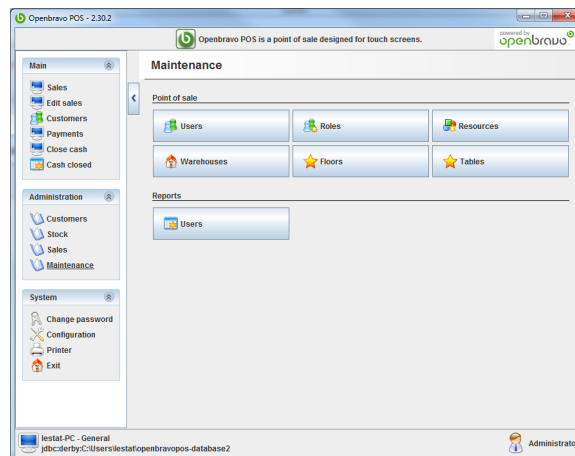 Openbravo POS - 2.30.2
Openbravo POS is a point of sale designed for touch screens.
powered by
openbravo
Main
Sales
Edit sales
Customers
Payments
Close cash
Cash closed
Administration
Customers
Stock
Sales
Maintenance
System
Change password
Configuration
Printer
Exit
Maintenance
Point of sale
Users
Roles
Resources
Warehouses
Floors
Tables
Reports
Users
lestat-PC - General
jdbc:derby:C:\Users\lestat\openbravopos-database2
Administrato